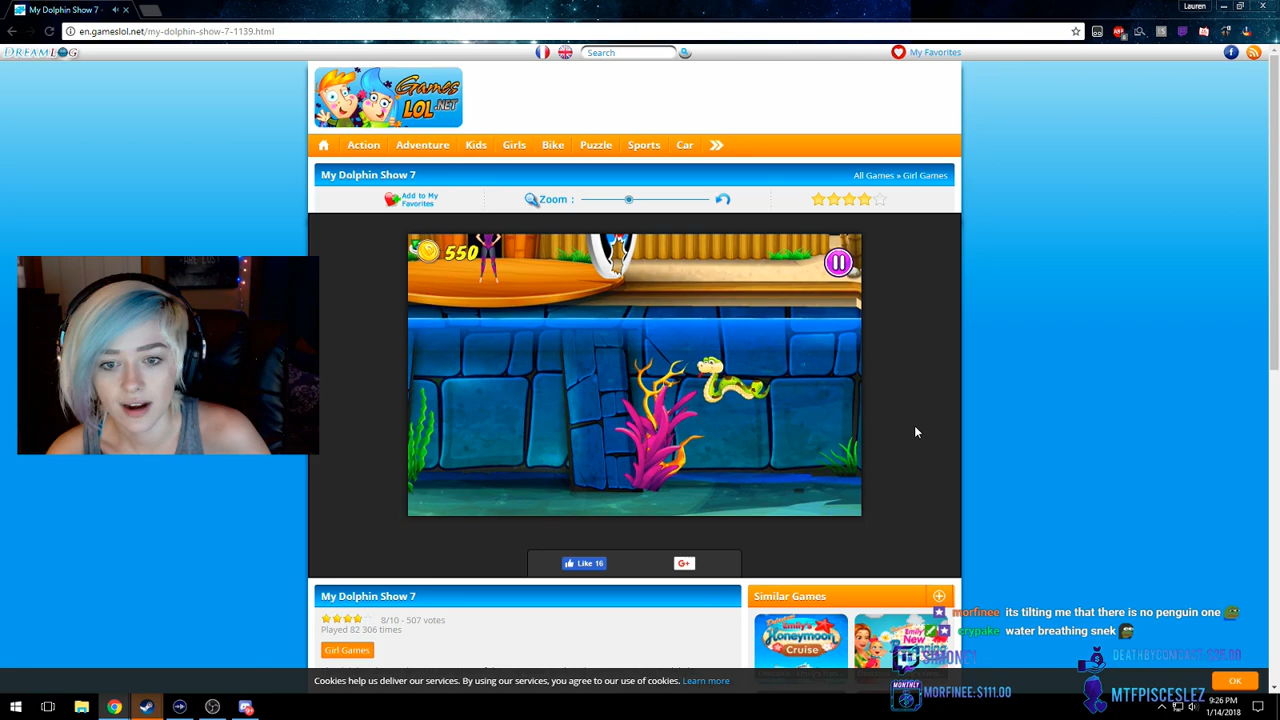 My Dolphin Show 7 -
Lauren
en.gameslol.net/my-dolphin-show-7-1139.html
DREAMLOG
Search
My Favorites
Games
LOL.NET
Action Adventure Kids Girls Bike Puzzle Sports Car
My Dolphin Show 7
All Games » Girl Games
Add to My
Favorites
Zoom :
550
Like 16
G+
My Dolphin Show 7
Similar Games
8/10 - 507 votes
Played 82 306 times
Girl Games
Emily's
Honeymoon
Cruise
Emily
New
morfinee its tilting me that there is no penguin one
crypake water breathing snek
Cookies help us deliver our services. By using our services, you agree to our use of cookies. Learn more
OK
MONTHLY
MORFINEE:$111.00
MTFPISCESLEZ
9:26 PM
1/14/2018